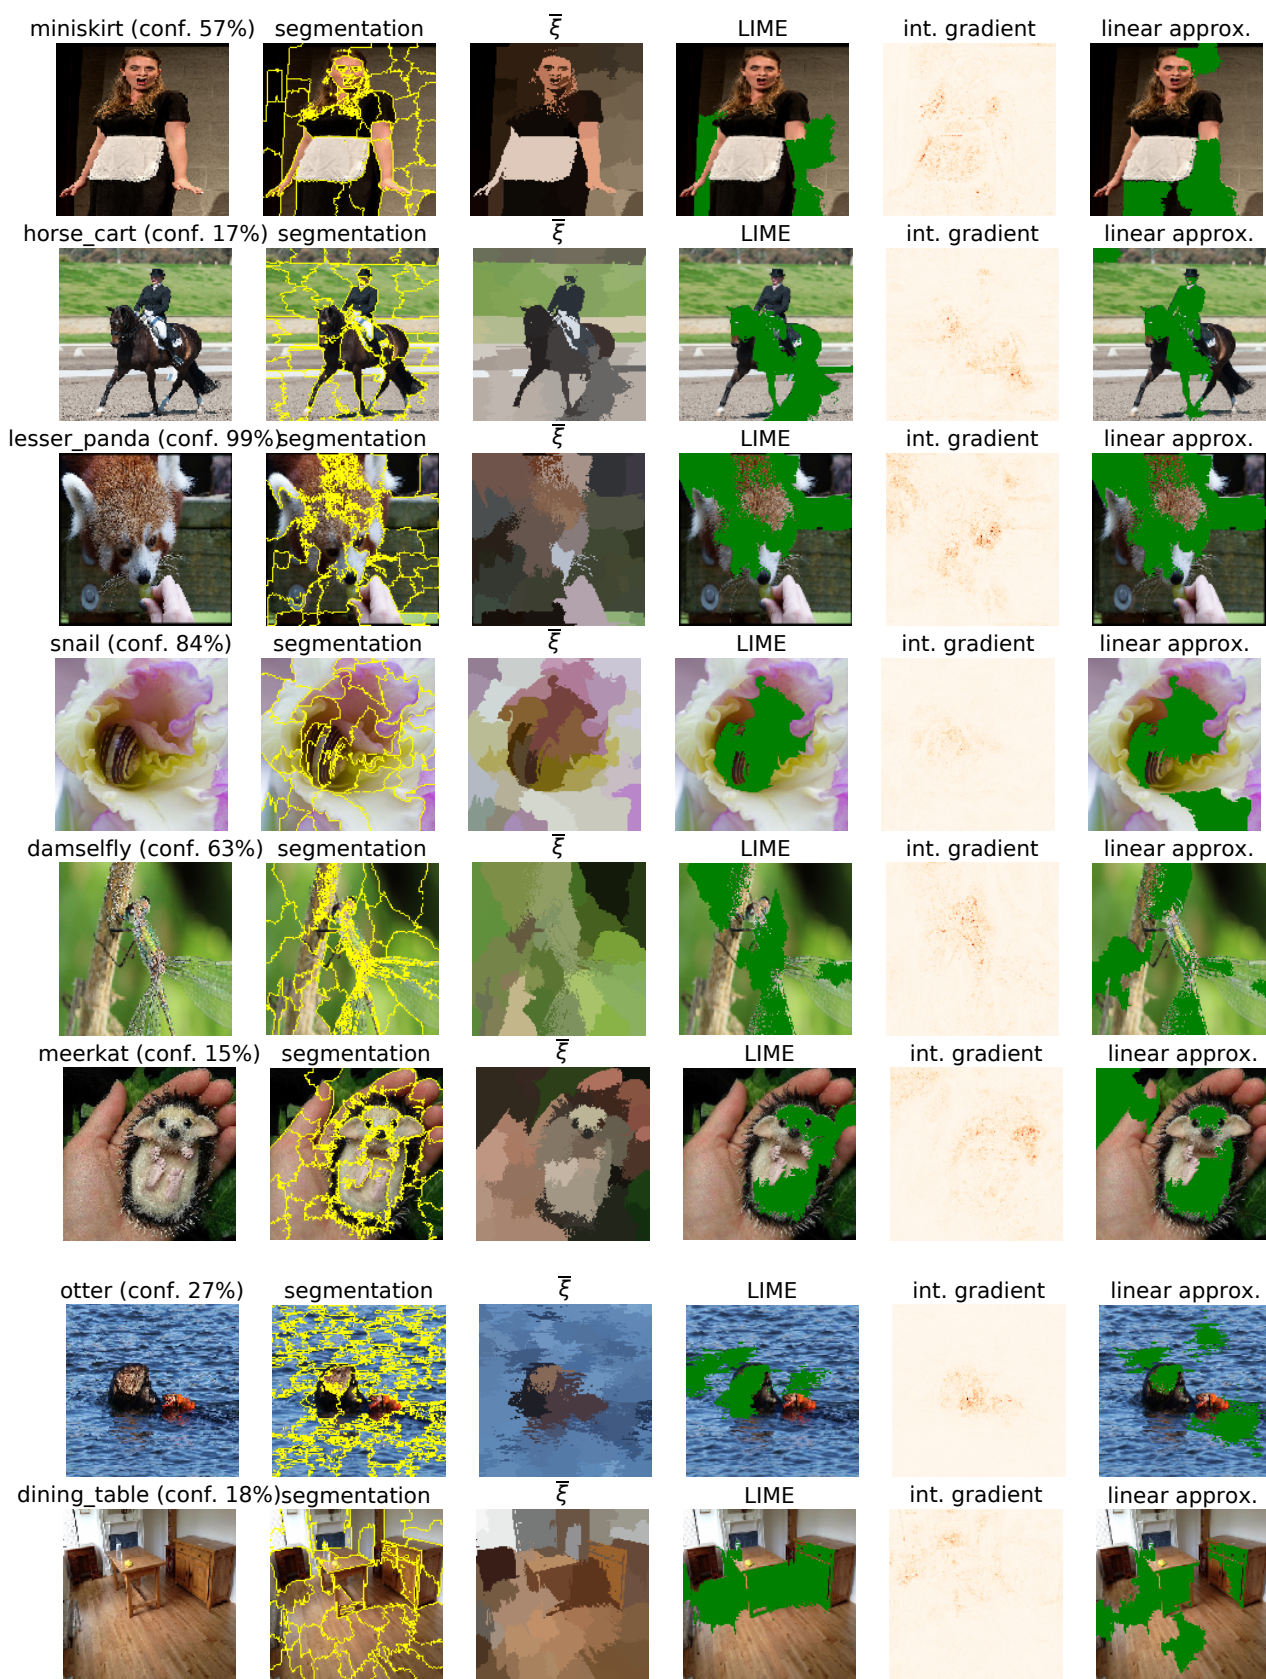 miniskirt (conf. 57%) segmentation ξ̄ LIME int. gradient linear approx.
horse_cart (conf. 17%) segmentation ξ̄ LIME int. gradient linear approx.
lesser_panda (conf. 99%) segmentation ξ̄ LIME int. gradient linear approx.
snail (conf. 84%) segmentation ξ̄ LIME int. gradient linear approx.
damselfly (conf. 63%) segmentation ξ̄ LIME int. gradient linear approx.
meerkat (conf. 15%) segmentation ξ̄ LIME int. gradient linear approx.
otter (conf. 27%) segmentation ξ̄ LIME int. gradient linear approx.
dining_table (conf. 18%) segmentation ξ̄ LIME int. gradient linear approx.